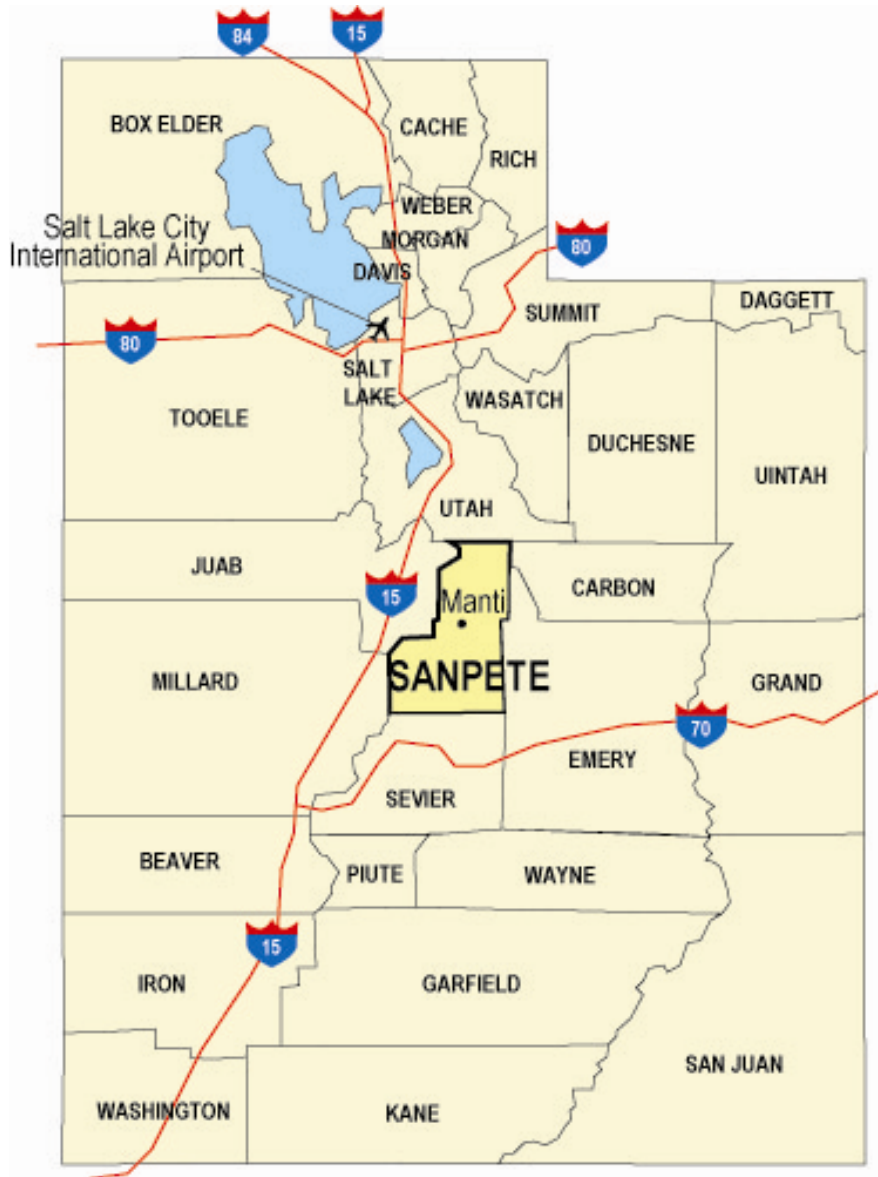 84
15
BOX ELDER
CACHE
RICH
WEBER
Salt Lake City
International Airport
MORGAN
DAVIS
80
SUMMIT
DAGGETT
80
SALT
LAKE
WASATCH
TOOELE
DUCHESNE
UINTAH
UTAH
JUAB
15
Manti
CARBON
MILLARD
SANPETE
GRAND
70
EMERY
SEVIER
BEAVER
PIUTE
WAYNE
15
IRON
GARFIELD
SAN JUAN
WASHINGTON
KANE